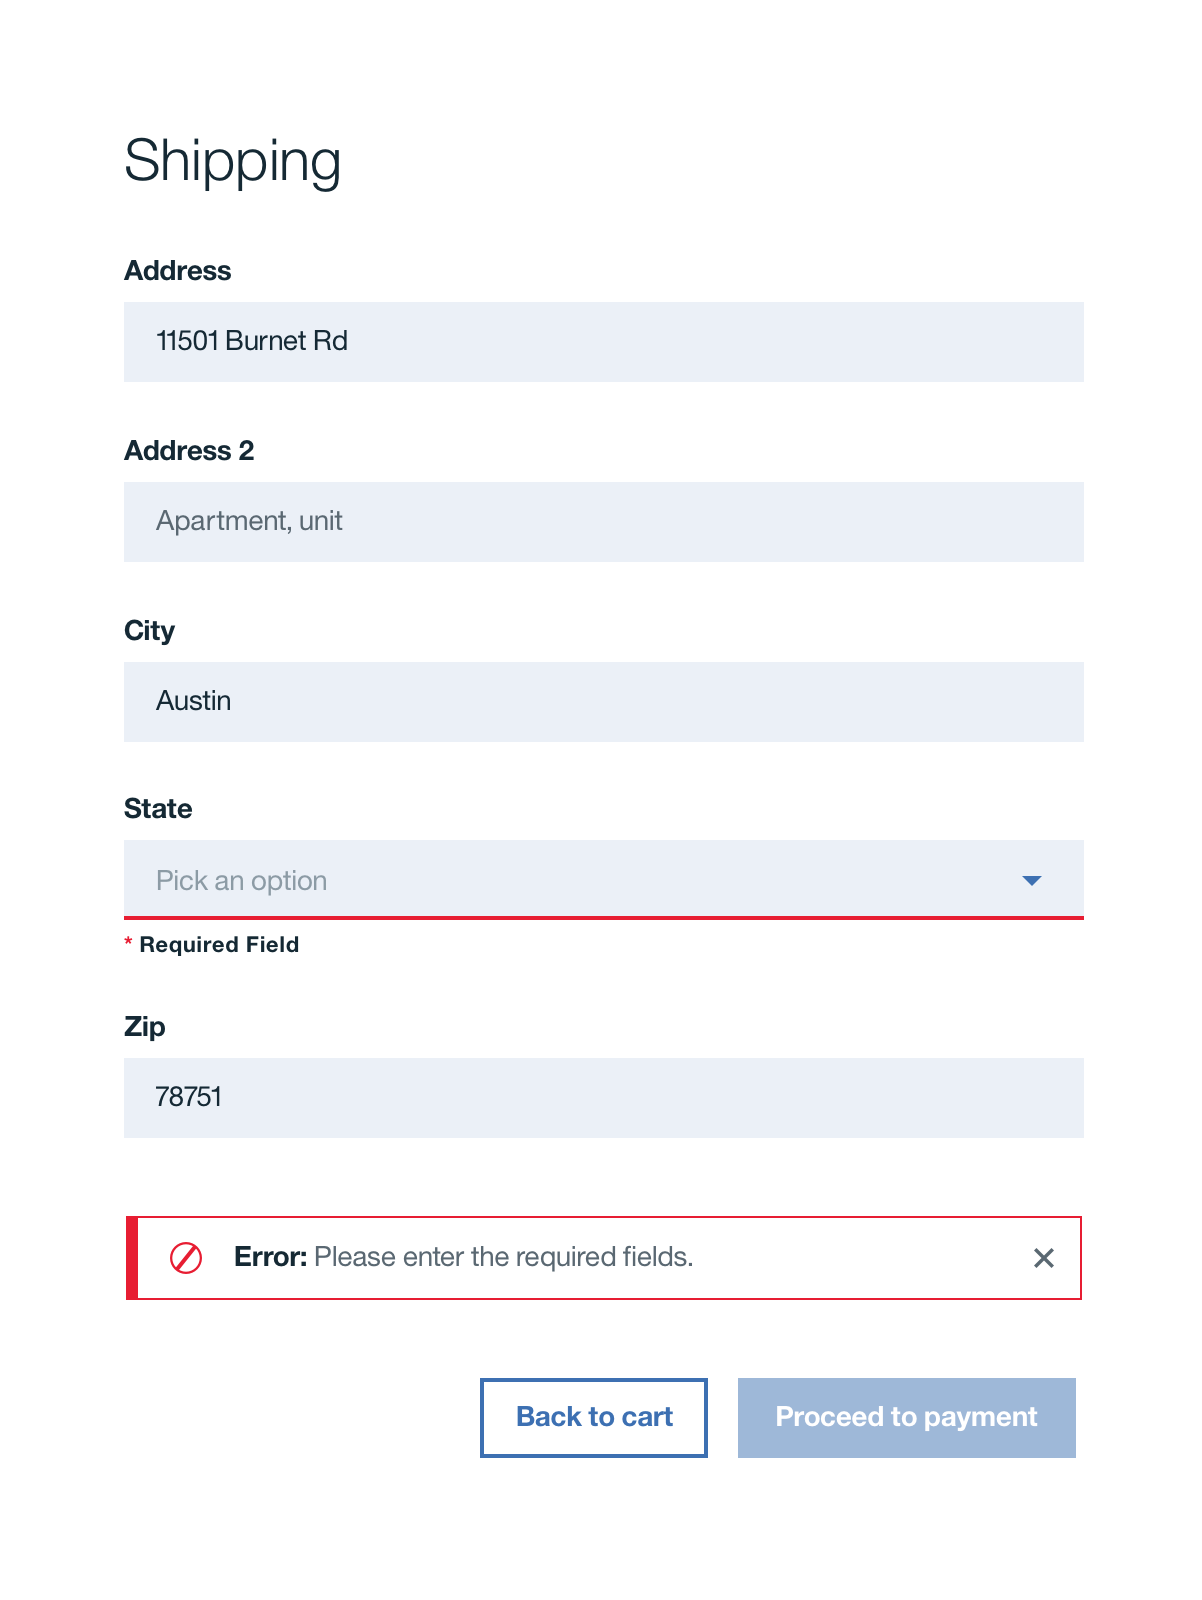 Shipping
Address
11501 Burnet Rd
Address 2
Apartment, unit
City
Austin
State
Pick an option
* Required Field
Zip
78751
Error: Please enter the required fields.
Back to cart
Proceed to payment